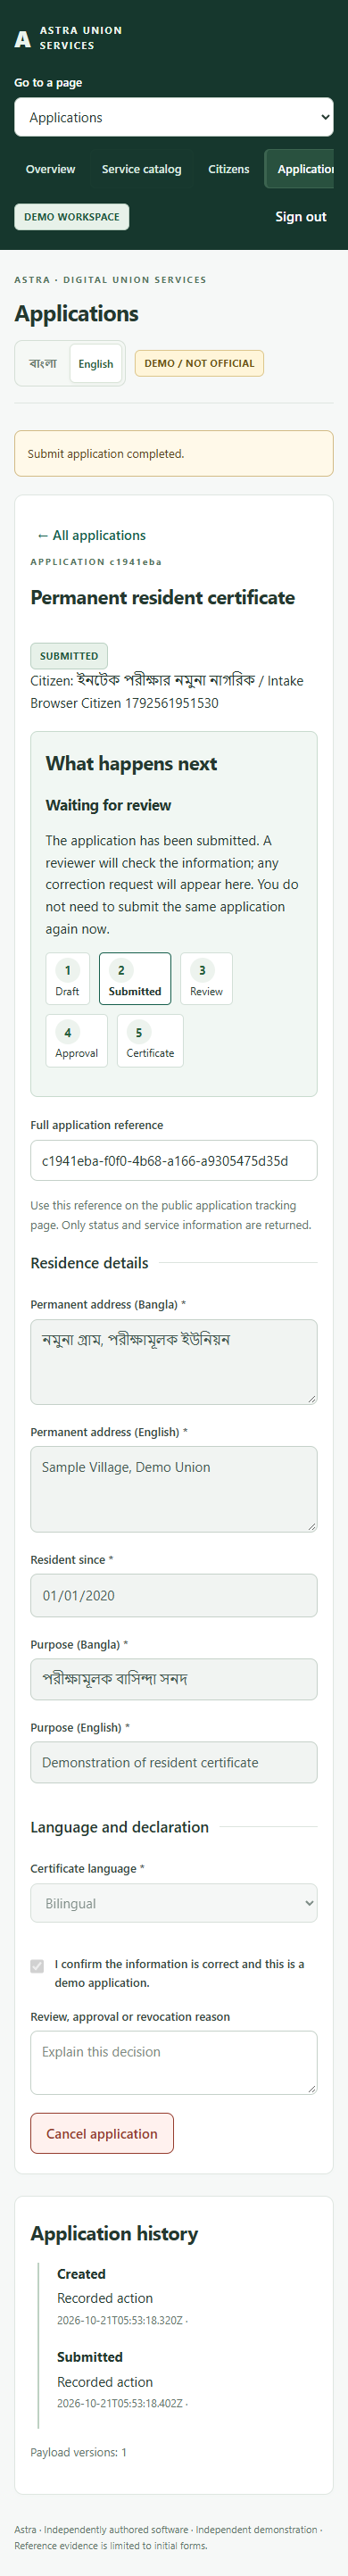 A ASTRA UNION
SERVICES
Go to a page
Applications
Overview Service catalog Citizens Application
DEMO WORKSPACE Sign out
ASTRA · DIGITAL UNION SERVICES
Applications
বাংলা English DEMO / NOT OFFICIAL
Submit application completed.
← All applications
APPLICATION c1941eba
Permanent resident certificate
SUBMITTED
Citizen: ইনটেক পরীক্ষার নমুনা নাগরিক / Intake
Browser Citizen 1792561951530
What happens next
Waiting for review
The application has been submitted. A
reviewer will check the information; any
correction request will appear here. You do
not need to submit the same application
again now.
1 2 3
Draft Submitted Review
4 5
Approval Certificate
Full application reference
c1941eba-f0f0-4b68-a166-a9305475d35d
Use this reference on the public application tracking
page. Only status and service information are returned.
Residence details
Permanent address (Bangla) *
নমুনা গ্রাম, পরীক্ষামূলক ইউনিয়ন
Permanent address (English) *
Sample Village, Demo Union
Resident since *
01/01/2020
Purpose (Bangla) *
পরীক্ষামূলক বাসিন্দা সনদ
Purpose (English) *
Demonstration of resident certificate
Language and declaration
Certificate language *
Bilingual
I confirm the information is correct and this is a
demo application.
Review, approval or revocation reason
Explain this decision
Cancel application
Application history
Created
Recorded action
2026-10-21T05:53:18.320Z ·
Submitted
Recorded action
2026-10-21T05:53:18.402Z ·
Payload versions: 1
Astra · Independently authored software · Independent demonstration ·
Reference evidence is limited to initial forms.